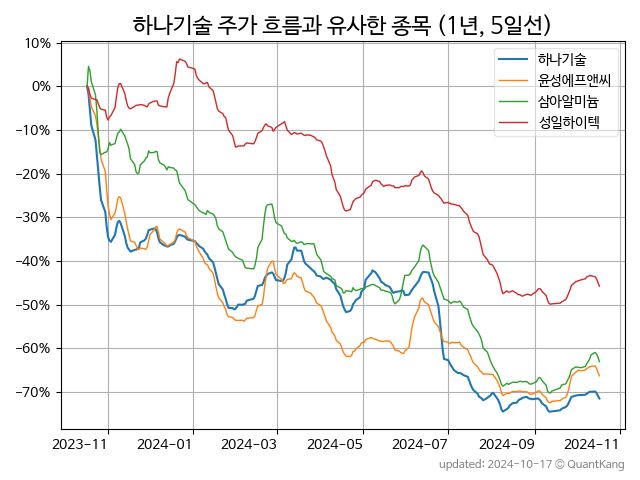 하나기술 주가 흐름과 유사한 종목 (1년, 5일선)
10%
0%
−10%
−20%
−30%
−40%
−50%
−60%
−70%
하나기술
윤성에프앤씨
삼아알미늄
성일하이텍
2023-11 2024-01 2024-03 2024-05 2024-07 2024-09 2024-11
updated: 2024-10-17 © QuantKang